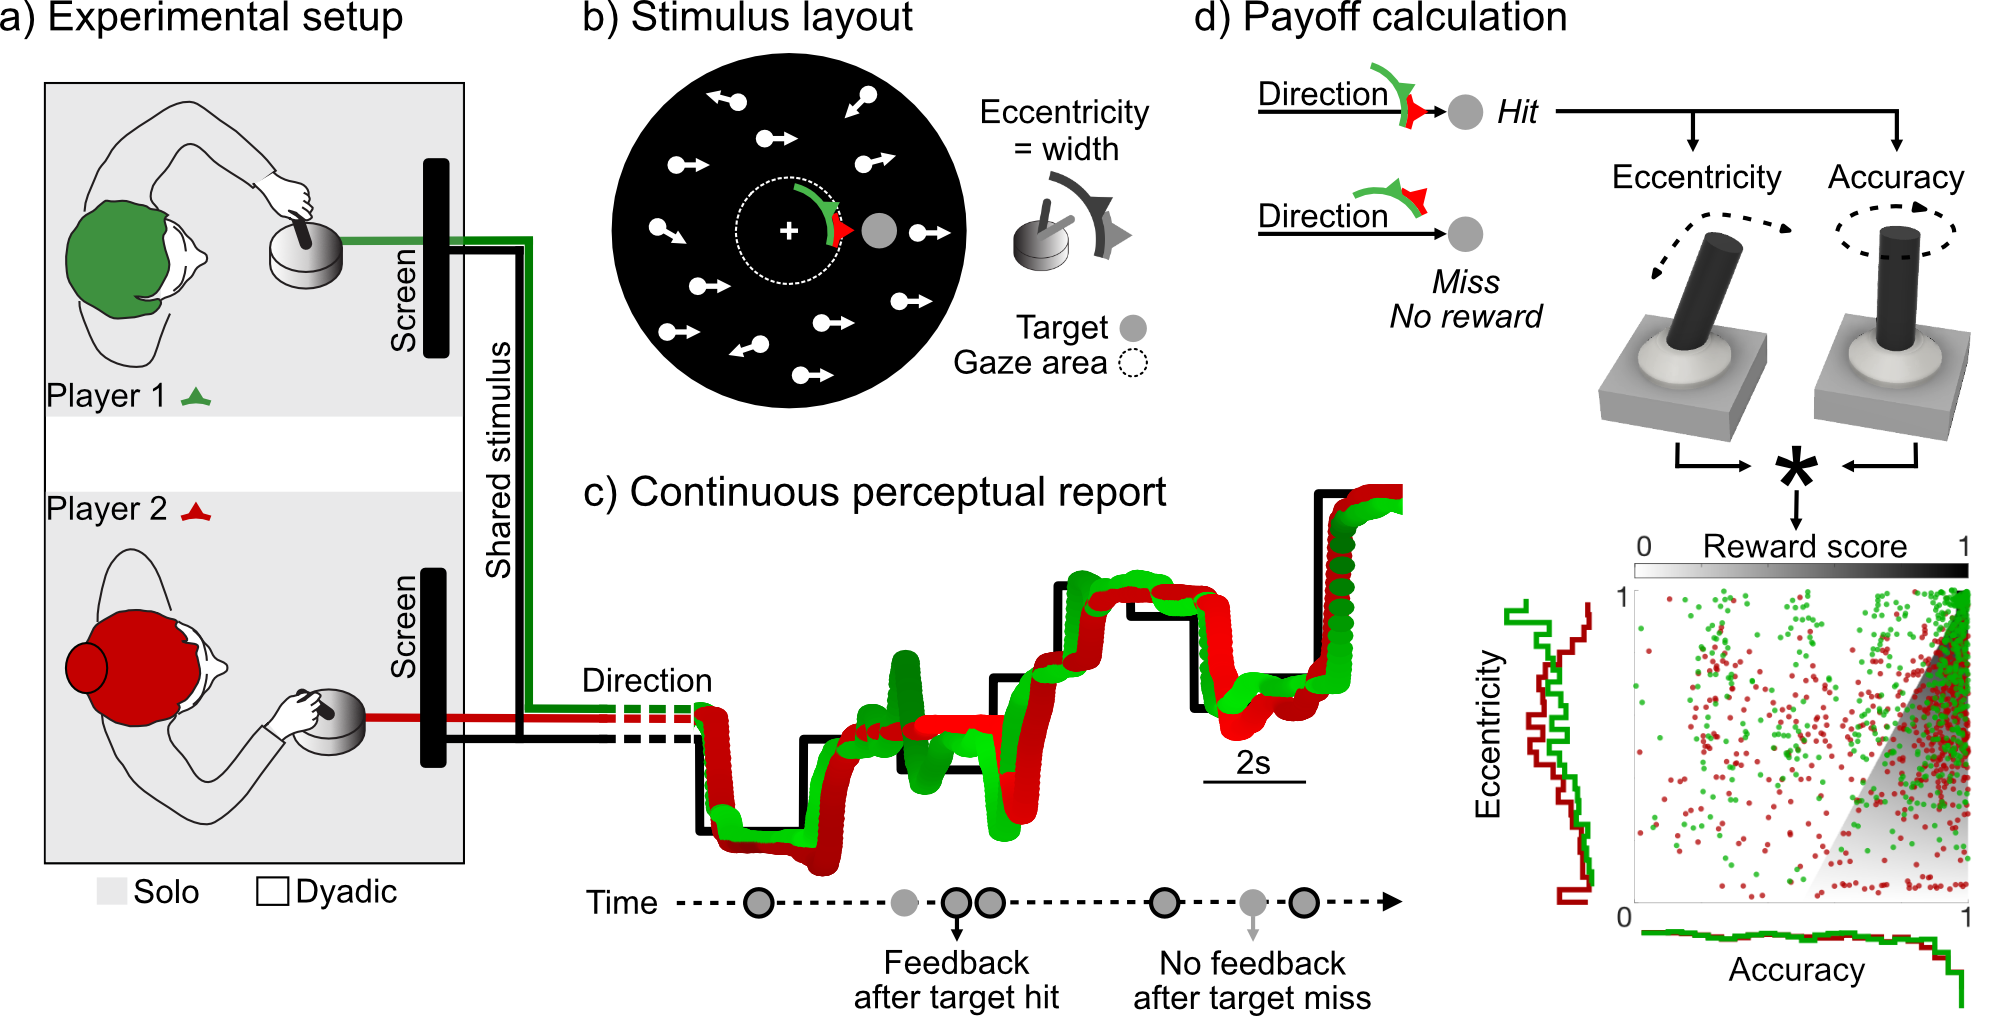 a) Experimental setup
Screen
Player 1
Player 2
Screen
Shared stimulus
Solo
Dyadic
b) Stimulus layout
Eccentricity
= width
Target
Gaze area
c) Continuous perceptual report
Direction
2s
Time
Feedback
after target hit
No feedback
after target miss
d) Payoff calculation
Direction
Hit
Direction
Miss
No reward
Eccentricity
Accuracy
*
0
1
Reward score
1
Eccentricity
0
1
Accuracy